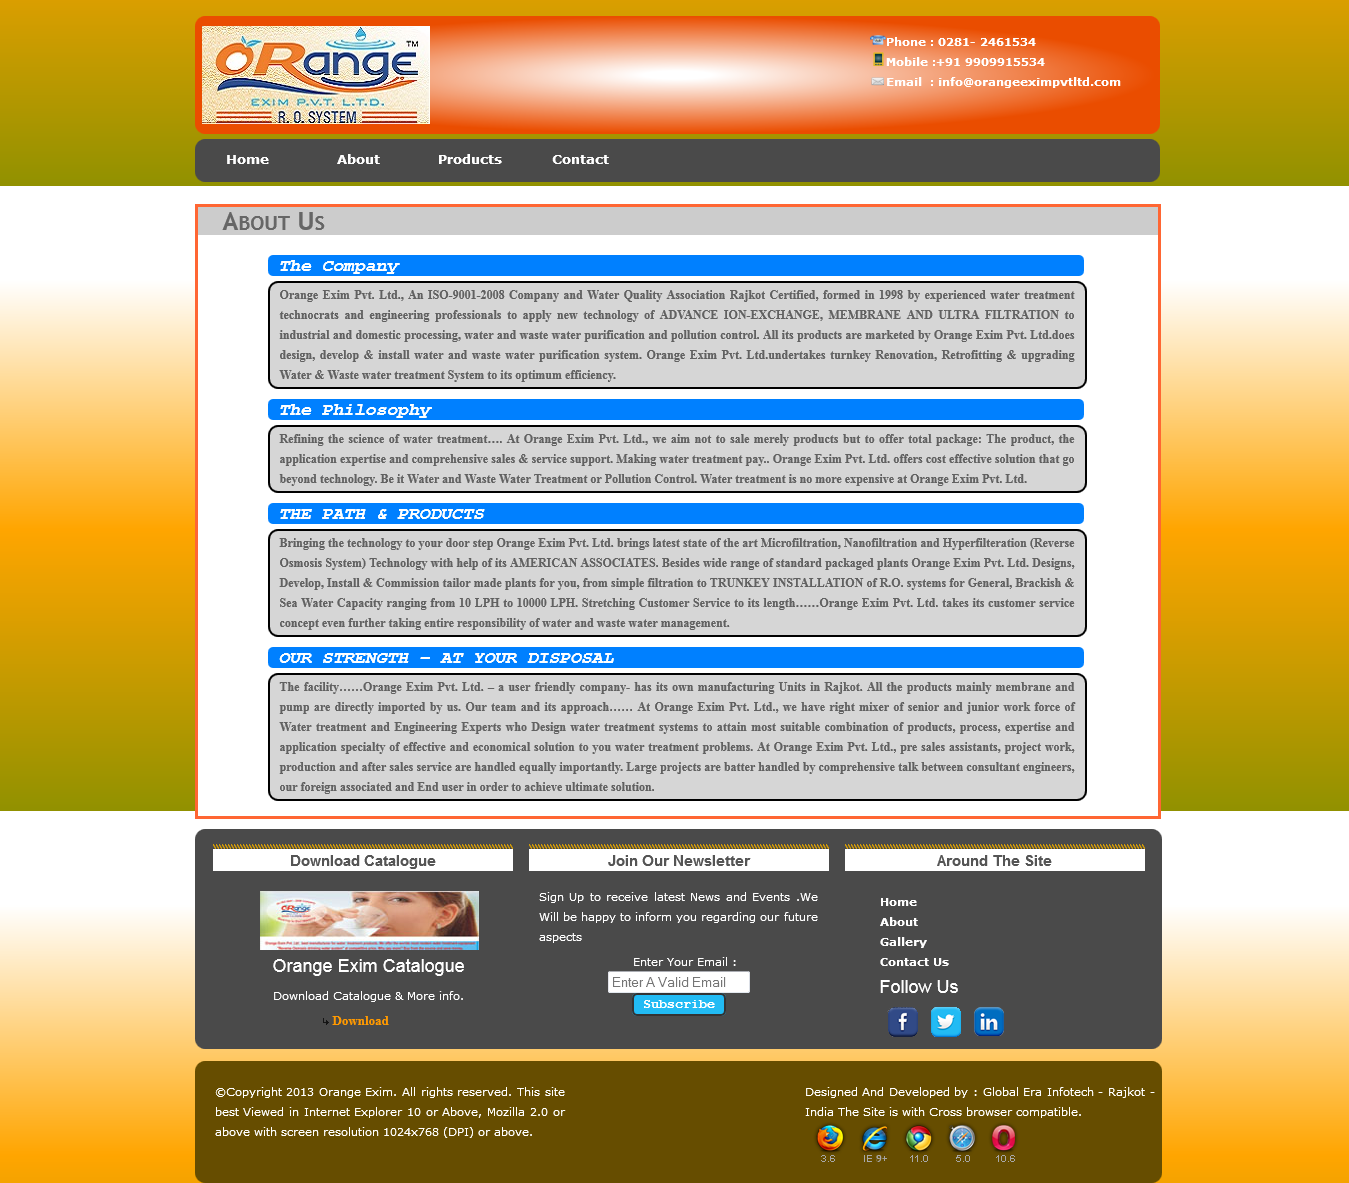 ORange™
EXIM P.V.T. L.T.D.
R. O. SYSTEM
Phone : 0281- 2461534
Mobile :+91 9909915534
Email : info@orangeeximpvtltd.com
Home About Products Contact
About Us
The Company
Orange Exim Pvt. Ltd., An ISO-9001-2008 Company and Water Quality Association Rajkot Certified, formed in 1998 by experienced water treatment
technocrats and engineering professionals to apply new technology of ADVANCE ION-EXCHANGE, MEMBRANE AND ULTRA FILTRATION to
industrial and domestic processing, water and waste water purification and pollution control. All its products are marketed by Orange Exim Pvt. Ltd.does
design, develop & install water and waste water purification system. Orange Exim Pvt. Ltd.undertakes turnkey Renovation, Retrofitting & upgrading
Water & Waste water treatment System to its optimum efficiency.
The Philosophy
Refining the science of water treatment…. At Orange Exim Pvt. Ltd., we aim not to sale merely products but to offer total package: The product, the
application expertise and comprehensive sales & service support. Making water treatment pay.. Orange Exim Pvt. Ltd. offers cost effective solution that go
beyond technology. Be it Water and Waste Water Treatment or Pollution Control. Water treatment is no more expensive at Orange Exim Pvt. Ltd.
THE PATH & PRODUCTS
Bringing the technology to your door step Orange Exim Pvt. Ltd. brings latest state of the art Microfiltration, Nanofiltration and Hyperfilteration (Reverse
Osmosis System) Technology with help of its AMERICAN ASSOCIATES. Besides wide range of standard packaged plants Orange Exim Pvt. Ltd. Designs,
Develop, Install & Commission tailor made plants for you, from simple filtration to TRUNKEY INSTALLATION of R.O. systems for General, Brackish &
Sea Water Capacity ranging from 10 LPH to 10000 LPH. Stretching Customer Service to its length……Orange Exim Pvt. Ltd. takes its customer service
concept even further taking entire responsibility of water and waste water management.
OUR STRENGTH – AT YOUR DISPOSAL
The facility……Orange Exim Pvt. Ltd. – a user friendly company- has its own manufacturing Units in Rajkot. All the products mainly membrane and
pump are directly imported by us. Our team and its approach…… At Orange Exim Pvt. Ltd., we have right mixer of senior and junior work force of
Water treatment and Engineering Experts who Design water treatment systems to attain most suitable combination of products, process, expertise and
application specialty of effective and economical solution to you water treatment problems. At Orange Exim Pvt. Ltd., pre sales assistants, project work,
production and after sales service are handled equally importantly. Large projects are batter handled by comprehensive talk between consultant engineers,
our foreign associated and End user in order to achieve ultimate solution.
Download Catalogue
ORange
Orange Exim Catalogue
Download Catalogue & More info.
Download
Join Our Newsletter
Sign Up to receive latest News and Events .We
Will be happy to inform you regarding our future
aspects
Enter Your Email :
Enter A Valid Email
Subscribe
Around The Site
Home
About
Gallery
Contact Us
Follow Us
©Copyright 2013 Orange Exim. All rights reserved. This site
best Viewed in Internet Explorer 10 or Above, Mozilla 2.0 or
above with screen resolution 1024x768 (DPI) or above.
Designed And Developed by : Global Era Infotech - Rajkot -
India The Site is with Cross browser compatible.
3.6 IE 9+ 11.0 5.0 10.6